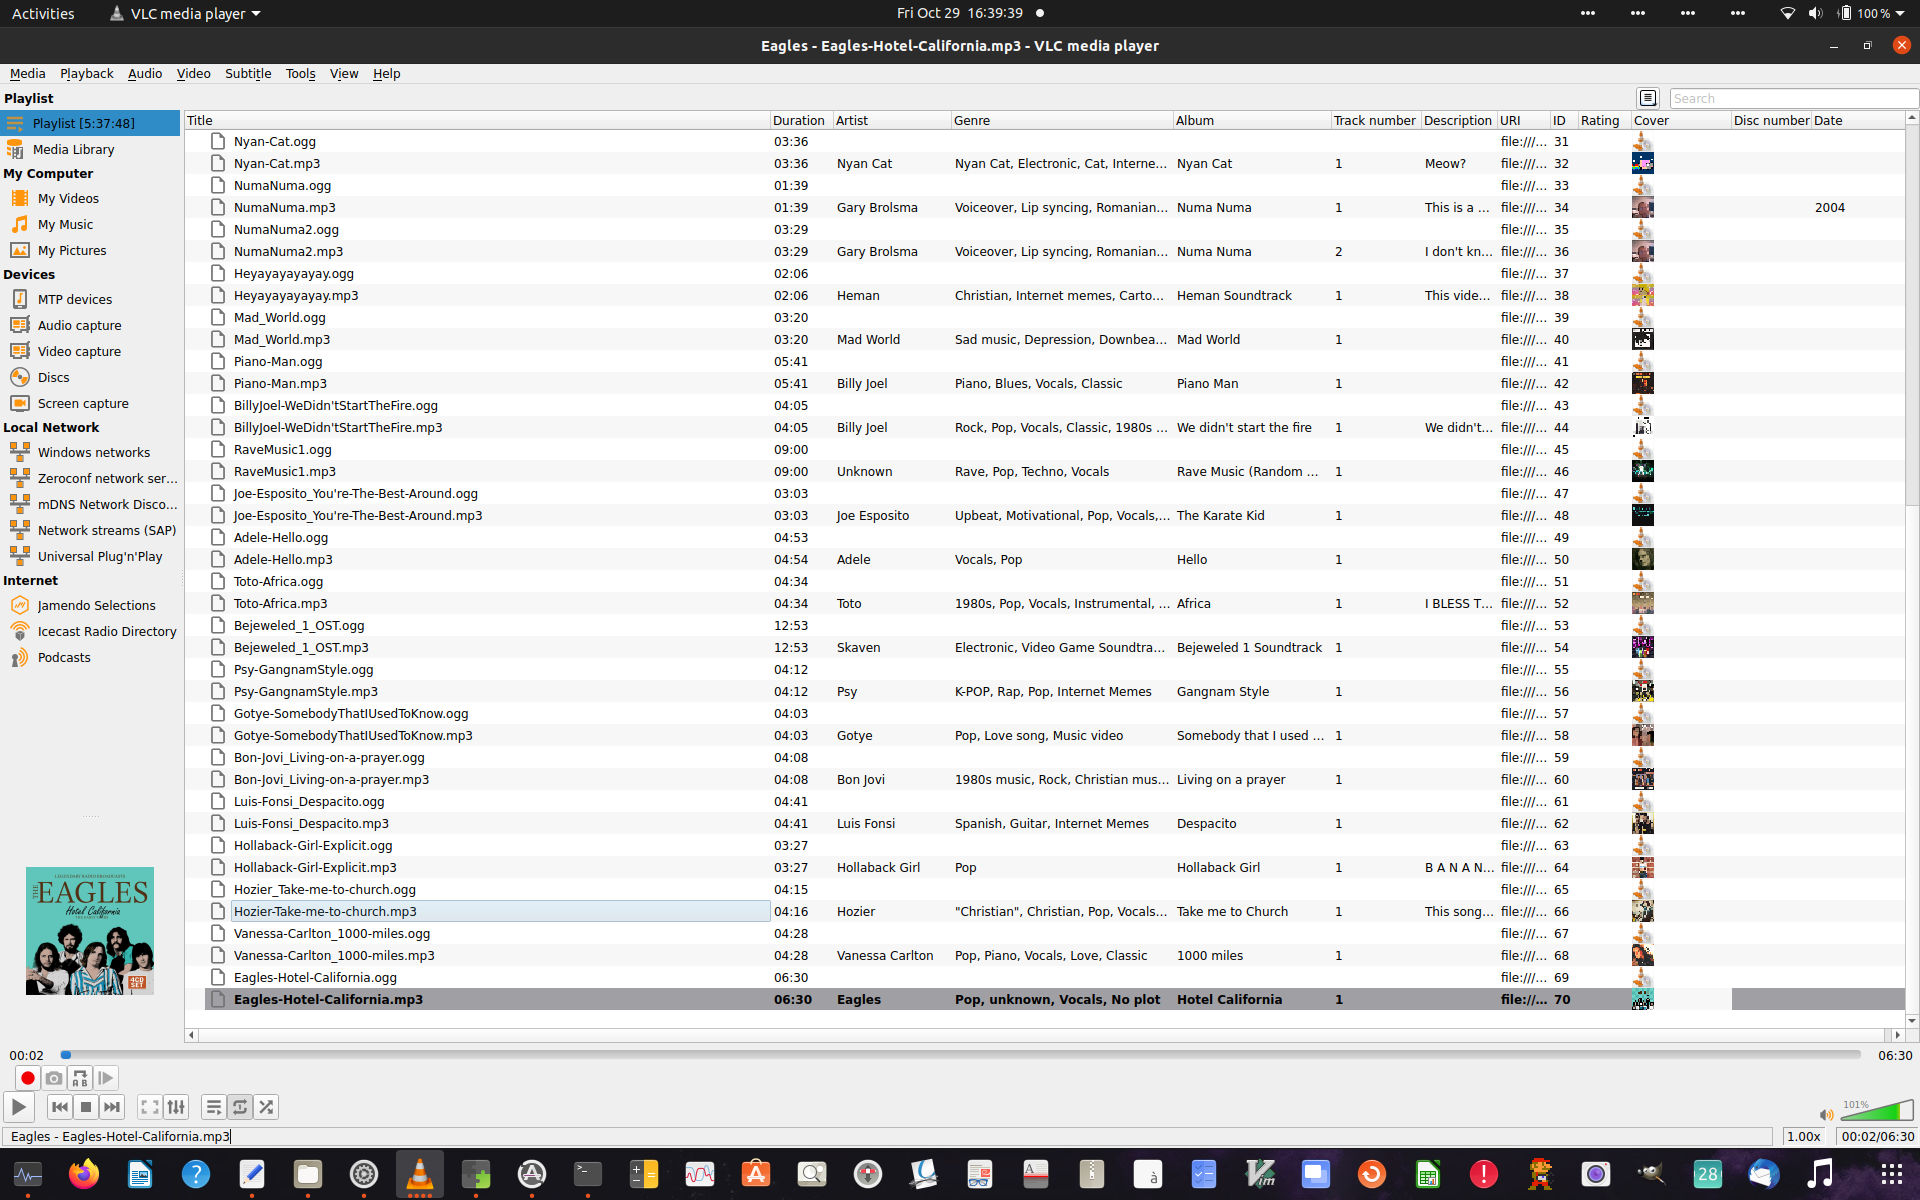 Activities VLC media player Fri Oct 29 16:39:39 100 %
Eagles - Eagles-Hotel-California.mp3 - VLC media player
Media Playback Audio Video Subtitle Tools View Help
Playlist
Search
Playlist [5:37:48]
Media Library
My Computer
My Videos
My Music
My Pictures
Devices
MTP devices
Audio capture
Video capture
Discs
Screen capture
Local Network
Windows networks
Zeroconf network ser...
mDNS Network Disco...
Network streams (SAP)
Universal Plug'n'Play
Internet
Jamendo Selections
Icecast Radio Directory
Podcasts
THE EAGLES
Hotel California
4CD SET
Title Duration Artist Genre Album Track number Description URI ID Rating Cover Disc number Date
Nyan-Cat.ogg 03:36 file:///... 31
Nyan-Cat.mp3 03:36 Nyan Cat Nyan Cat, Electronic, Cat, Interne... Nyan Cat 1 Meow? file:///... 32
NumaNuma.ogg 01:39 file:///... 33
NumaNuma.mp3 01:39 Gary Brolsma Voiceover, Lip syncing, Romanian... Numa Numa 1 This is a ... file:///... 34 2004
NumaNuma2.ogg 03:29 file:///... 35
NumaNuma2.mp3 03:29 Gary Brolsma Voiceover, Lip syncing, Romanian... Numa Numa 2 I don't kn... file:///... 36
Heyayayayayay.ogg 02:06 file:///... 37
Heyayayayayay.mp3 02:06 Heman Christian, Internet memes, Carto... Heman Soundtrack 1 This vide... file:///... 38
Mad_World.ogg 03:20 file:///... 39
Mad_World.mp3 03:20 Mad World Sad music, Depression, Downbea... Mad World 1 file:///... 40
Piano-Man.ogg 05:41 file:///... 41
Piano-Man.mp3 05:41 Billy Joel Piano, Blues, Vocals, Classic Piano Man 1 file:///... 42
BillyJoel-WeDidn'tStartTheFire.ogg 04:05 file:///... 43
BillyJoel-WeDidn'tStartTheFire.mp3 04:05 Billy Joel Rock, Pop, Vocals, Classic, 1980s ... We didn't start the fire 1 We didn't... file:///... 44
RaveMusic1.ogg 09:00 file:///... 45
RaveMusic1.mp3 09:00 Unknown Rave, Pop, Techno, Vocals Rave Music (Random ... 1 file:///... 46
Joe-Esposito_You're-The-Best-Around.ogg 03:03 file:///... 47
Joe-Esposito_You're-The-Best-Around.mp3 03:03 Joe Esposito Upbeat, Motivational, Pop, Vocals,... The Karate Kid 1 file:///... 48
Adele-Hello.ogg 04:53 file:///... 49
Adele-Hello.mp3 04:54 Adele Vocals, Pop Hello 1 file:///... 50
Toto-Africa.ogg 04:34 file:///... 51
Toto-Africa.mp3 04:34 Toto 1980s, Pop, Vocals, Instrumental, ... Africa 1 I BLESS T... file:///... 52
Bejeweled_1_OST.ogg 12:53 file:///... 53
Bejeweled_1_OST.mp3 12:53 Skaven Electronic, Video Game Soundtra... Bejeweled 1 Soundtrack 1 file:///... 54
Psy-GangnamStyle.ogg 04:12 file:///... 55
Psy-GangnamStyle.mp3 04:12 Psy K-POP, Rap, Pop, Internet Memes Gangnam Style 1 file:///... 56
Gotye-SomebodyThatIUsedToKnow.ogg 04:03 file:///... 57
Gotye-SomebodyThatIUsedToKnow.mp3 04:03 Gotye Pop, Love song, Music video Somebody that I used ... 1 file:///... 58
Bon-Jovi_Living-on-a-prayer.ogg 04:08 file:///... 59
Bon-Jovi_Living-on-a-prayer.mp3 04:08 Bon Jovi 1980s music, Rock, Christian mus... Living on a prayer 1 file:///... 60
Luis-Fonsi_Despacito.ogg 04:41 file:///... 61
Luis-Fonsi_Despacito.mp3 04:41 Luis Fonsi Spanish, Guitar, Internet Memes Despacito 1 file:///... 62
Hollaback-Girl-Explicit.ogg 03:27 file:///... 63
Hollaback-Girl-Explicit.mp3 03:27 Hollaback Girl Pop Hollaback Girl 1 B A N A N... file:///... 64
Hozier_Take-me-to-church.ogg 04:15 file:///... 65
Hozier-Take-me-to-church.mp3 04:16 Hozier "Christian", Christian, Pop, Vocals... Take me to Church 1 This song... file:///... 66
Vanessa-Carlton_1000-miles.ogg 04:28 file:///... 67
Vanessa-Carlton_1000-miles.mp3 04:28 Vanessa Carlton Pop, Piano, Vocals, Love, Classic 1000 miles 1 file:///... 68
Eagles-Hotel-California.ogg 06:30 file:///... 69
Eagles-Hotel-California.mp3 06:30 Eagles Pop, unknown, Vocals, No plot Hotel California 1 file://... 70
00:02 06:30
101%
Eagles - Eagles-Hotel-California.mp3 1.00x 00:02/06:30
28